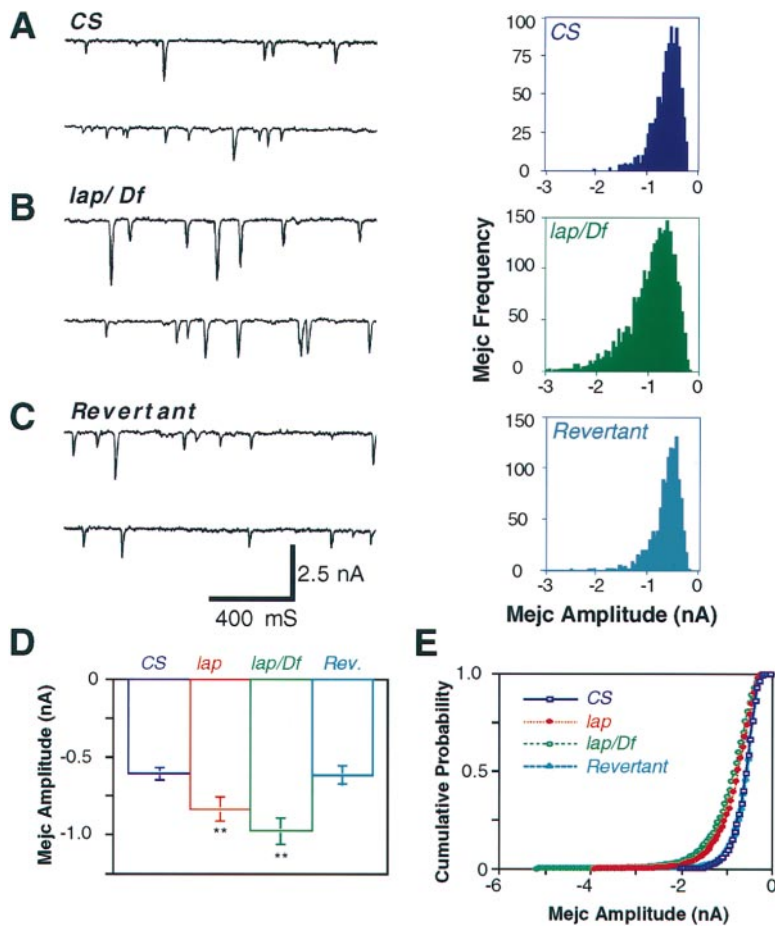 A
CS
B
lap/Df
C
Revertant
2.5 nA
400 mS
CS
100
75
50
25
0
-3 -2 -1 0
lap/Df
150
100
50
0
-3 -2 -1 0
Revertant
150
100
50
0
-3 -2 -1 0
Mejc Frequency
Mejc Amplitude (nA)
D
CS lap lap/Df Rev.
0
-0.5
-1.0
Mejc Amplitude (nA)
**
**
E
1.0
0.5
0
Cumulative Probability
CS
lap
lap/Df
Revertant
-6 -4 -2 0
Mejc Amplitude (nA)